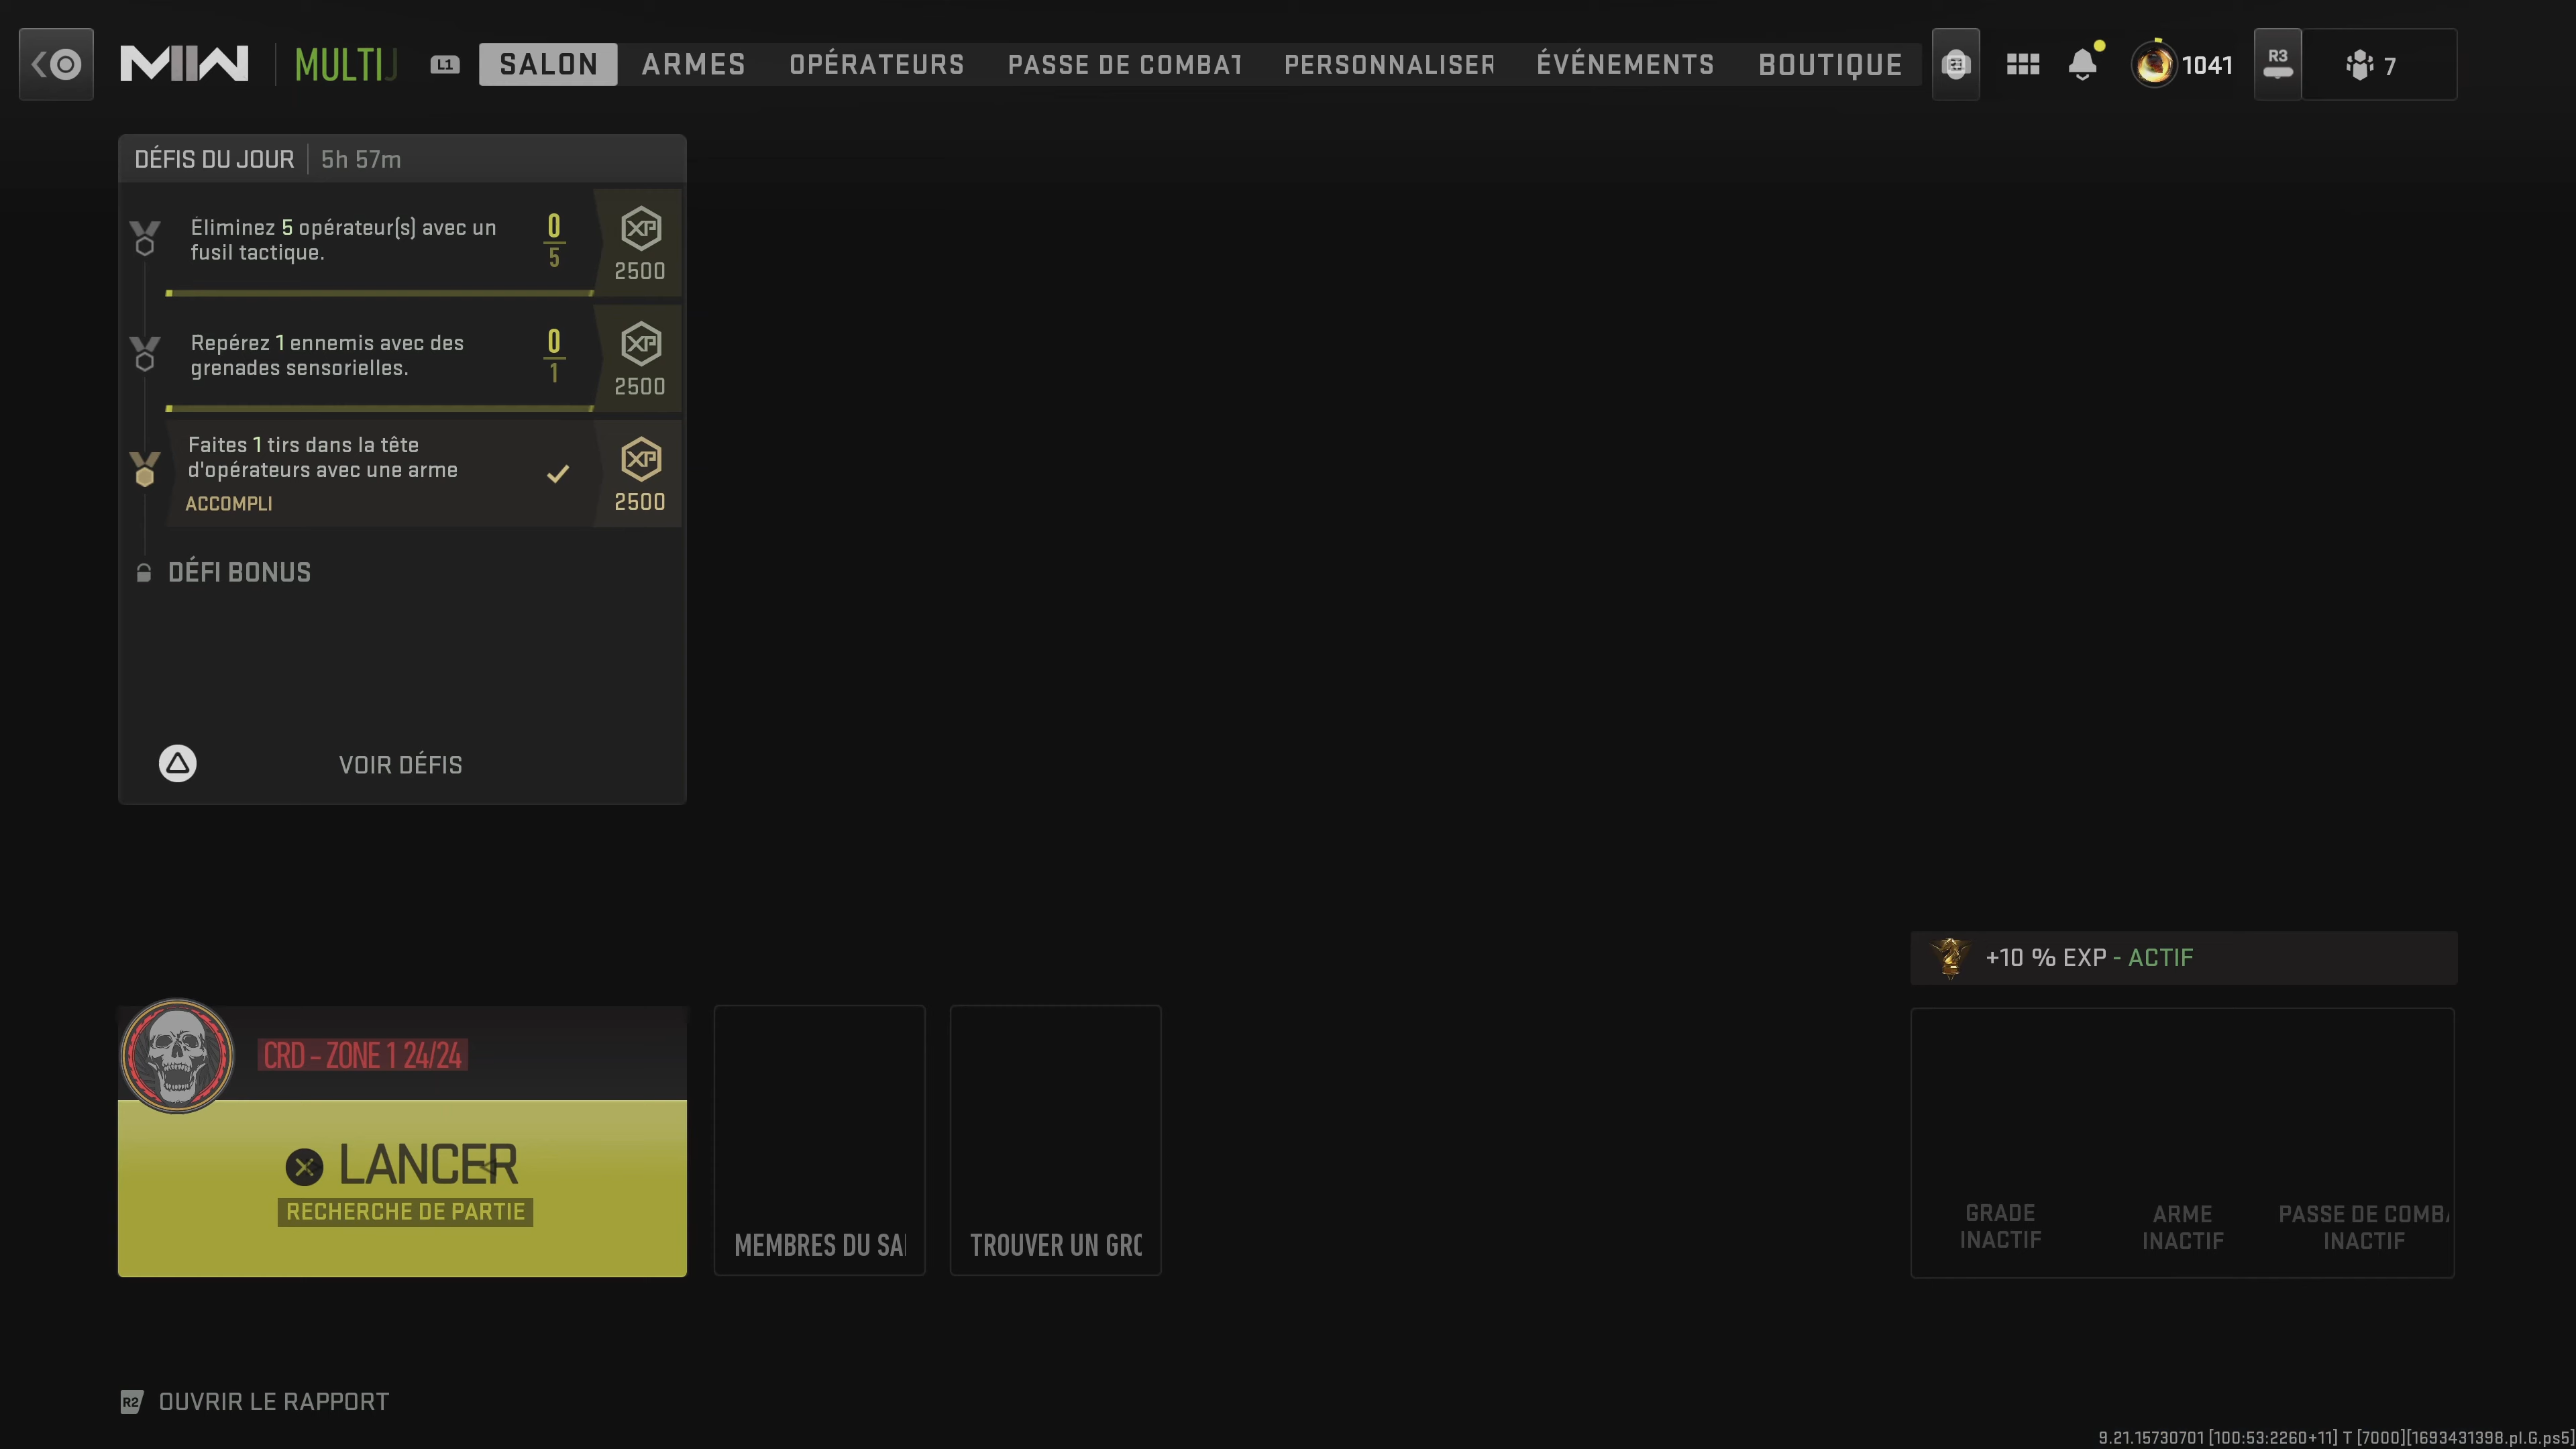 MIIW
MULTIJ
L1
SALON
ARMES
OPÉRATEURS
PASSE DE COMBAT
PERSONNALISER
ÉVÉNEMENTS
BOUTIQUE
1041
R3
7
DÉFIS DU JOUR
5h 57m
Éliminez 5 opérateur(s) avec un
fusil tactique.
0
5
XP
2500
Repérez 1 ennemis avec des
grenades sensorielles.
0
1
XP
2500
Faites 1 tirs dans la tête
d'opérateurs avec une arme
ACCOMPLI
XP
2500
DÉFI BONUS
VOIR DÉFIS
+10 % EXP - ACTIF
CRD - ZONE 1 24/24
LANCER
RECHERCHE DE PARTIE
MEMBRES DU SA
TROUVER UN GRO
GRADE
INACTIF
ARME
INACTIF
PASSE DE COMBA
INACTIF
R2
OUVRIR LE RAPPORT
9.21.15730701 [100:53:2260+11] T [7000][1693431398.pl.G.ps5]